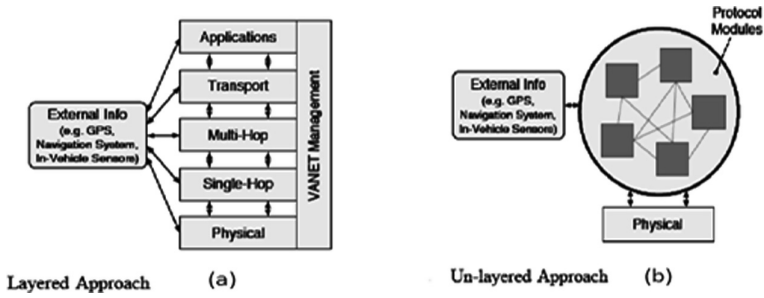 Applications
Transport
Multi-Hop
Single-Hop
Physical
VANET Management
External Info
(e.g. GPS,
Navigation System,
In-Vehicle Sensors)
Layered Approach (a)
Protocol
Modules
External Info
(e.g. GPS,
Navigation System,
In-Vehicle Sensors)
Physical
Un-layered Approach (b)